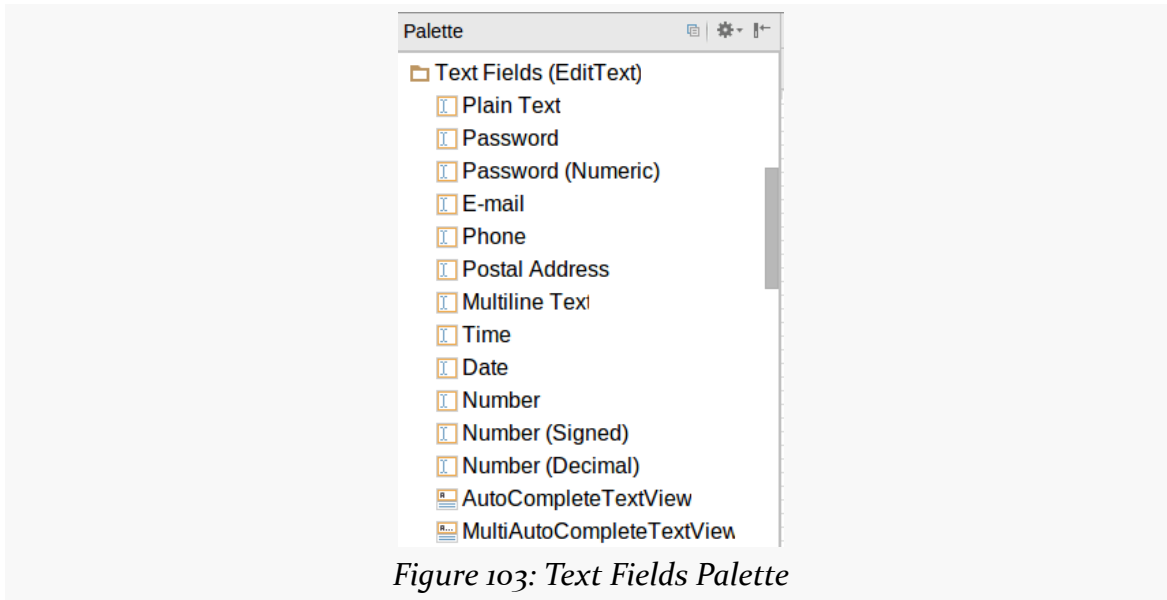 Palette
Text Fields (EditText)
Plain Text
Password
Password (Numeric)
E-mail
Phone
Postal Address
Multiline Text
Time
Date
Number
Number (Signed)
Number (Decimal)
AutoCompleteTextView
MultiAutoCompleteTextView
Figure 103: Text Fields Palette